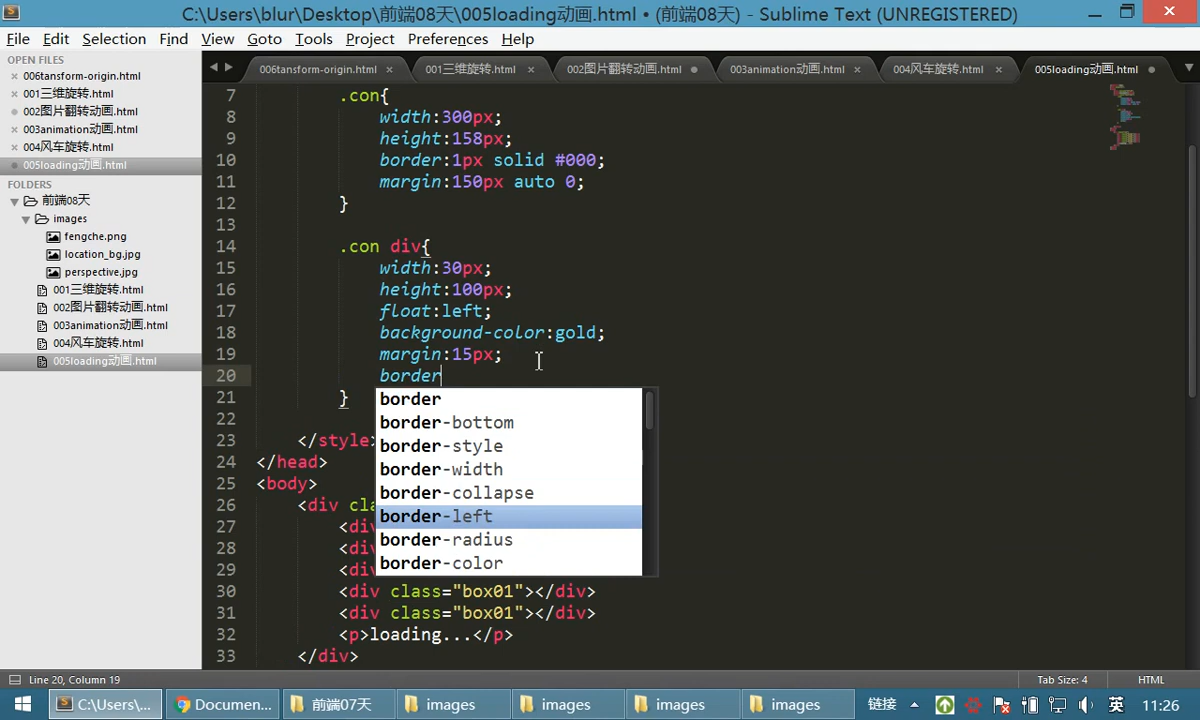 C:\Users\blur\Desktop\前端08天\005loading动画.html • (前端08天) - Sublime Text (UNREGISTERED)
File Edit Selection Find View Goto Tools Project Preferences Help
OPEN FILES
006tansform-origin.html
001三维旋转.html
002图片翻转动画.html
003animation动画.html
004风车旋转.html
005loading动画.html
FOLDERS
前端08天
images
fengche.png
location_bg.jpg
perspective.jpg
001三维旋转.html
002图片翻转动画.html
003animation动画.html
004风车旋转.html
005loading动画.html
006tansform-origin.html 001三维旋转.html 002图片翻转动画.html 003animation动画.html 004风车旋转.html 005loading动画.html
7 .con{
8 width:300px;
9 height:158px;
10 border:1px solid #000;
11 margin:150px auto 0;
12 }
13
14 .con div{
15 width:30px;
16 height:100px;
17 float:left;
18 background-color:gold;
19 margin:15px;
20 border
21 }
22
23 </style>
24 </head>
25 <body>
26 <div cla
27 <div
28 <div
29 <div
30 <div class="box01"></div>
31 <div class="box01"></div>
32 <p>loading...</p>
33 </div>
border
border-bottom
border-style
border-width
border-collapse
border-left
border-radius
border-color
Line 20, Column 19 Tab Size: 4 HTML
C:\Users\... Documen... 前端07天 images images images images 链接 英 11:26